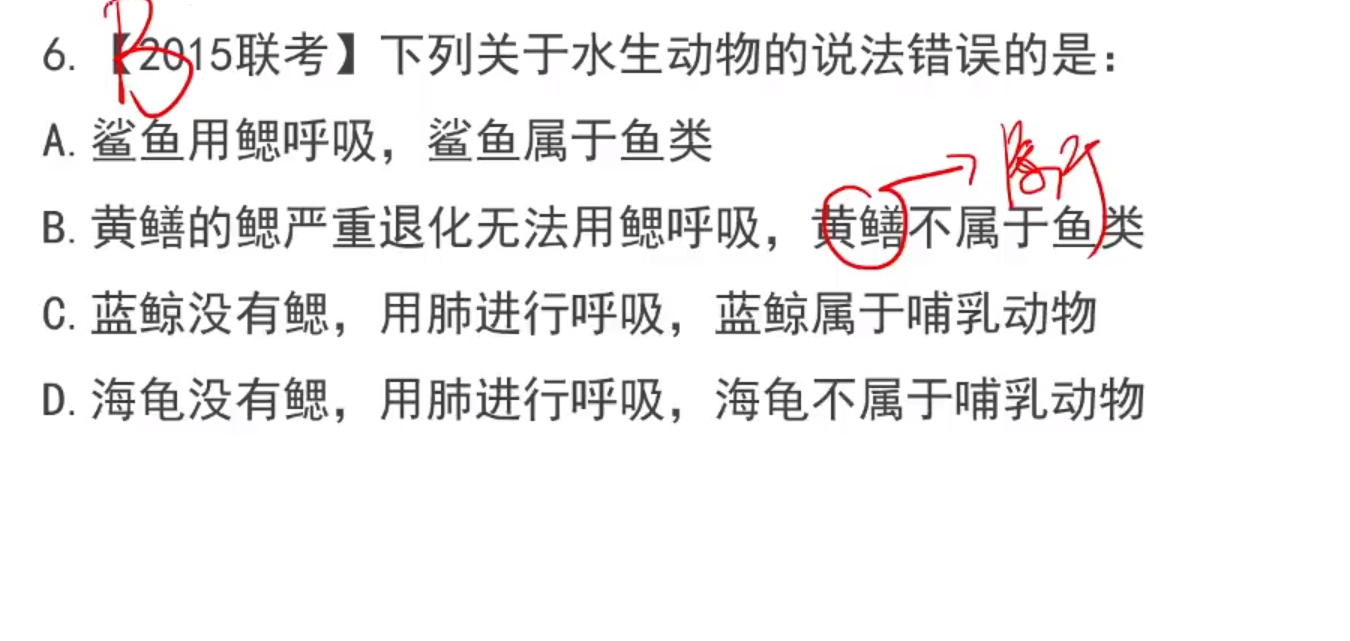 6. 【2015联考】下列关于水生动物的说法错误的是：
B
A. 鲨鱼用鳃呼吸，鲨鱼属于鱼类
B. 黄鳝的鳃严重退化无法用鳃呼吸，黄鳝不属于鱼类
C. 蓝鲸没有鳃，用肺进行呼吸，蓝鲸属于哺乳动物
D. 海龟没有鳃，用肺进行呼吸，海龟不属于哺乳动物